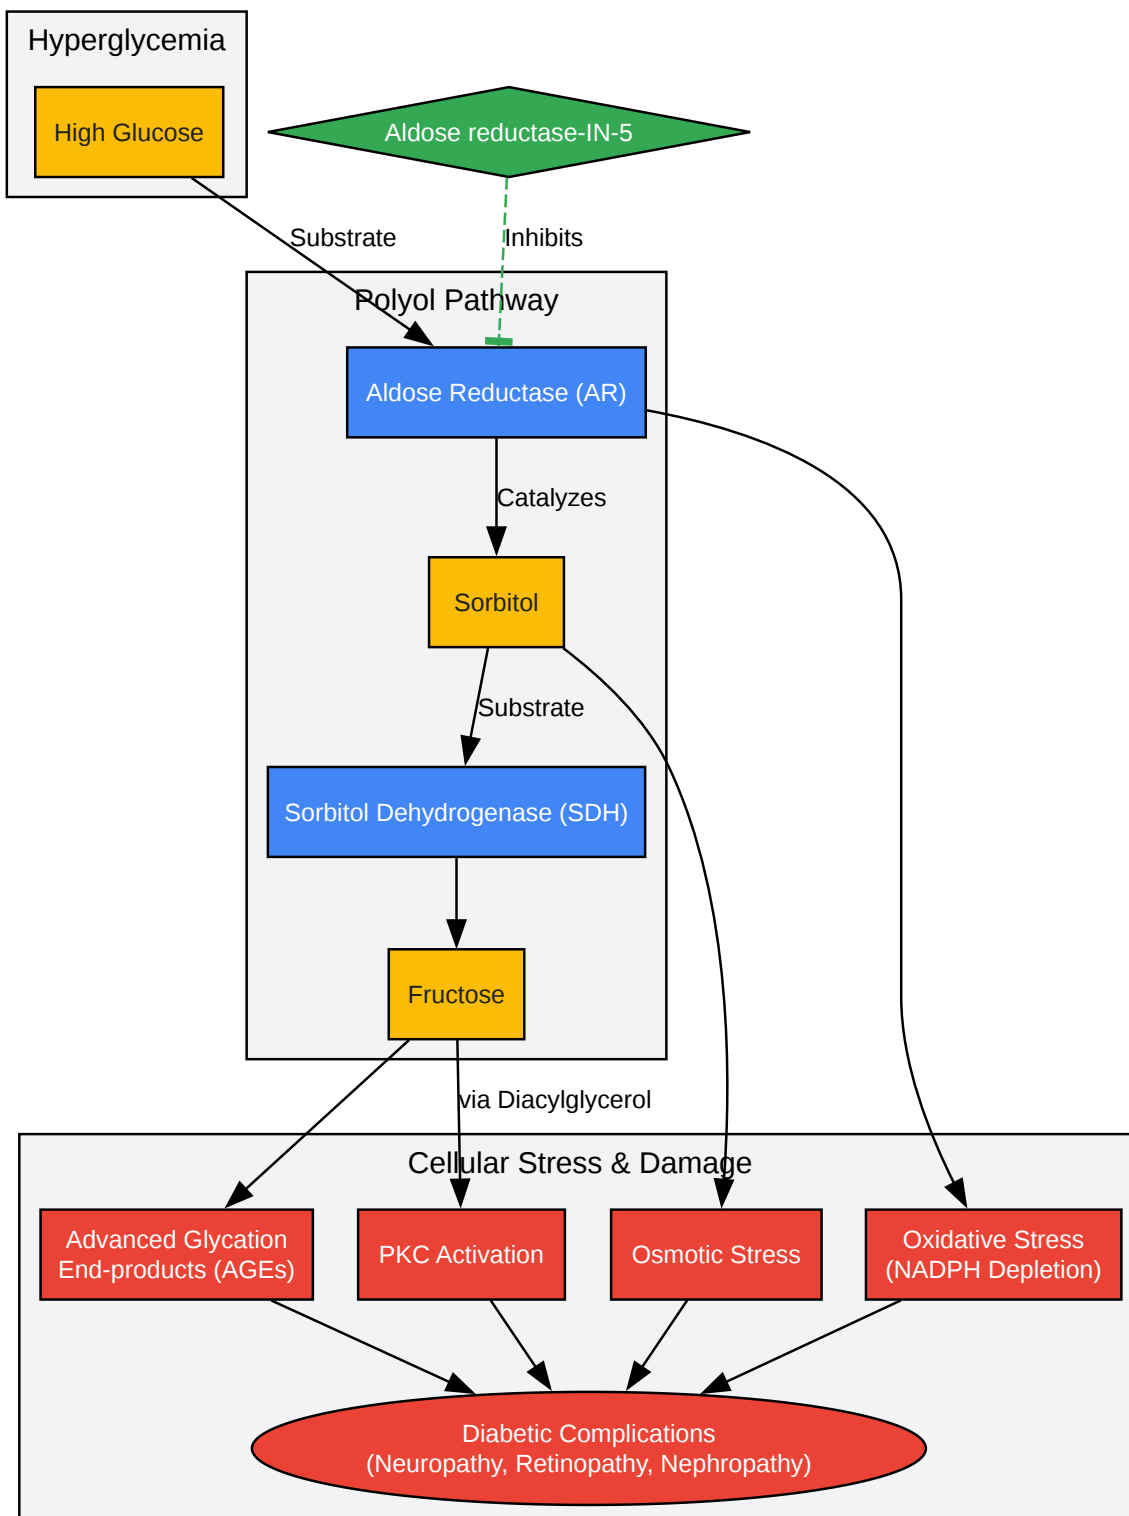 Hyperglycemia
High Glucose
Aldose reductase-IN-5
Substrate
Inhibits
Polyol Pathway
Aldose Reductase (AR)
Catalyzes
Sorbitol
Substrate
Sorbitol Dehydrogenase (SDH)
Fructose
via Diacylglycerol
Cellular Stress & Damage
Advanced Glycation
End-products (AGEs)
PKC Activation
Osmotic Stress
Oxidative Stress
(NADPH Depletion)
Diabetic Complications
(Neuropathy, Retinopathy, Nephropathy)